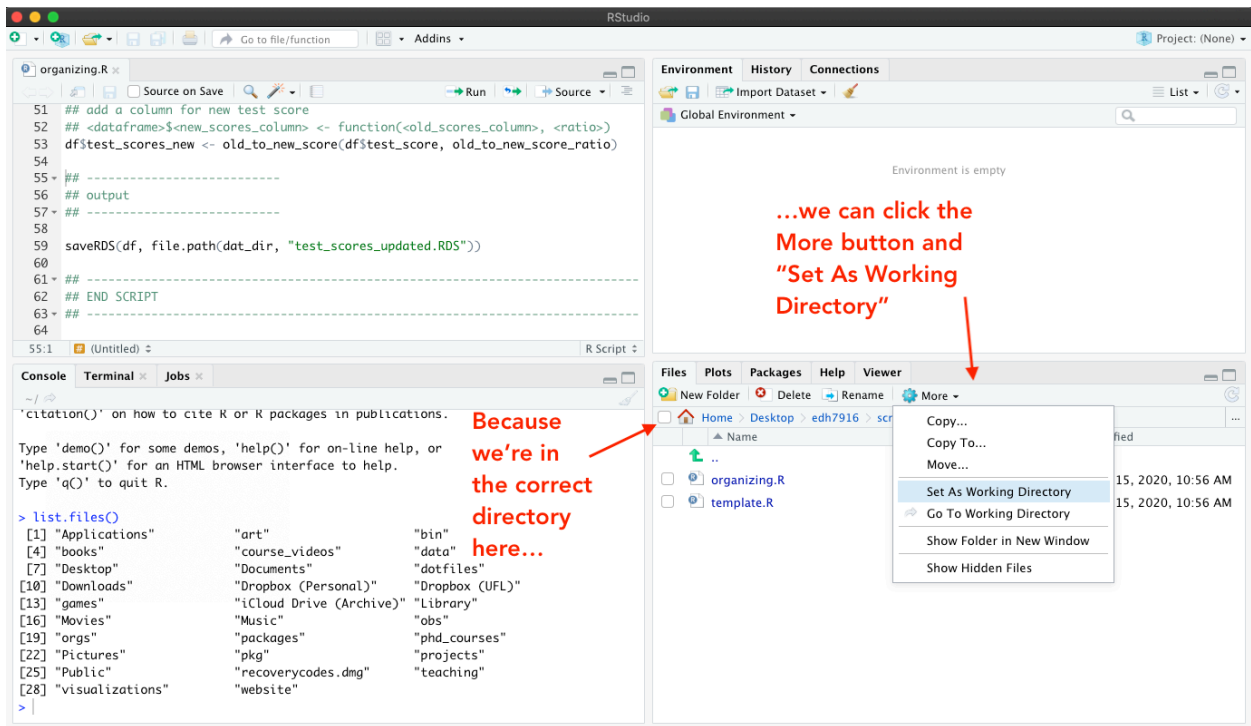 RStudio
Go to file/function
Addins
Project: (None)
organizing.R
Source on Save
Run
Source
51 ## add a column for new test score
52 ## <dataframe>$<new_scores_column> <- function(<old_scores_column>, <ratio>)
53 df$test_scores_new <- old_to_new_score(df$test_score, old_to_new_score_ratio)
54
55 ## ---------------------------
56 ## output
57 ## ---------------------------
58
59 saveRDS(df, file.path(dat_dir, "test_scores_updated.RDS"))
60
61 ## -----------------------------------------------------------------------------
62 ## END SCRIPT
63 ## -----------------------------------------------------------------------------
64
55:1 (Untitled) R Script
Environment History Connections
Import Dataset
List
Global Environment
Environment is empty
...we can click the
More button and
“Set As Working
Directory”
Console Terminal Jobs
~/
'citation()' on how to cite R or R packages in publications.

Type 'demo()' for some demos, 'help()' for on-line help, or
'help.start()' for an HTML browser interface to help.
Type 'q()' to quit R.

> list.files()
[1] "Applications" "art" "bin"
[4] "books" "course_videos" "data"
[7] "Desktop" "Documents" "dotfiles"
[10] "Downloads" "Dropbox (Personal)" "Dropbox (UFL)"
[13] "games" "iCloud Drive (Archive)" "Library"
[16] "Movies" "Music" "obs"
[19] "orgs" "packages" "phd_courses"
[22] "Pictures" "pkg" "projects"
[25] "Public" "recoverycodes.dmg" "teaching"
[28] "visualizations" "website"
>
Because
we’re in
the correct
directory
here...
Files Plots Packages Help Viewer
New Folder Delete Rename More
Home Desktop edh7916 scr
Name fied
..
organizing.R 15, 2020, 10:56 AM
template.R 15, 2020, 10:56 AM
Copy...
Copy To...
Move...
Set As Working Directory
Go To Working Directory
Show Folder in New Window
Show Hidden Files